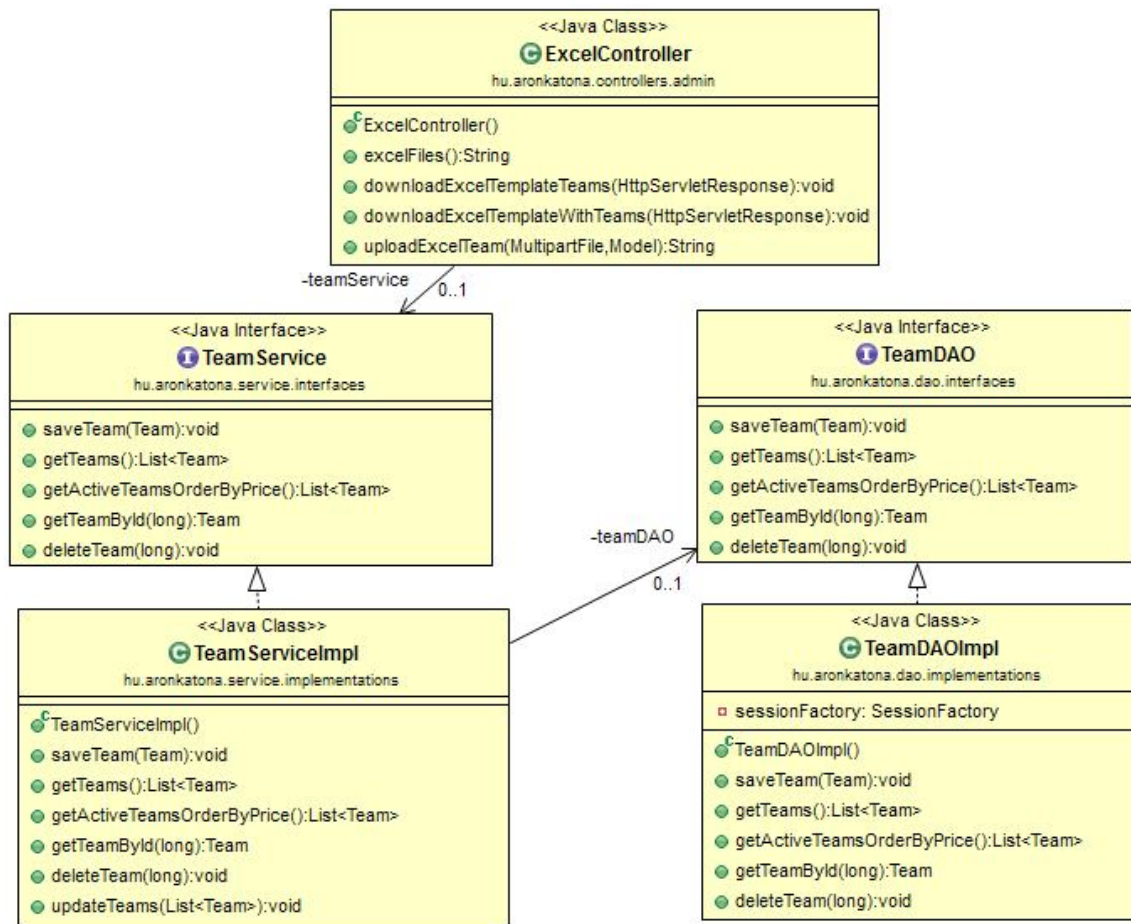 <<Java Class>>
ExcelController
hu.aronkatona.controllers.admin
ExcelController()
excelFiles():String
downloadExcelTemplateTeams(HttpServletResponse):void
downloadExcelTemplateWithTeams(HttpServletResponse):void
uploadExcelTeam(MultipartFile,Model):String
-teamService
0..1
<<Java Interface>>
TeamService
hu.aronkatona.service.interfaces
saveTeam(Team):void
getTeams():List<Team>
getActiveTeamsOrderByPrice():List<Team>
getTeamById(long):Team
deleteTeam(long):void
<<Java Interface>>
TeamDAO
hu.aronkatona.dao.interfaces
saveTeam(Team):void
getTeams():List<Team>
getActiveTeamsOrderByPrice():List<Team>
getTeamById(long):Team
deleteTeam(long):void
-teamDAO
0..1
<<Java Class>>
TeamServiceImpl
hu.aronkatona.service.implementations
TeamServiceImpl()
saveTeam(Team):void
getTeams():List<Team>
getActiveTeamsOrderByPrice():List<Team>
getTeamById(long):Team
deleteTeam(long):void
updateTeams(List<Team>):void
<<Java Class>>
TeamDAOImpl
hu.aronkatona.dao.implementations
sessionFactory: SessionFactory
TeamDAOImpl()
saveTeam(Team):void
getTeams():List<Team>
getActiveTeamsOrderByPrice():List<Team>
getTeamById(long):Team
deleteTeam(long):void